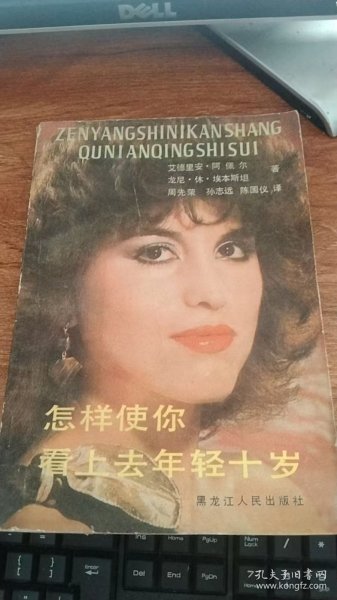 DELL
ZENYANGSHINIKANSHANG
QUNIANQINGSHISUI
艾德里安·阿佩尔
龙尼·休·埃本斯坦 著
周先荣 孙志远 陈国仪 译
怎样使你
看上去年轻十岁
黑龙江人民出版社
Ins Home PgUp Num Lock / *
enter Del End PgDn 7
孔夫子旧书网
www.kongfz.com